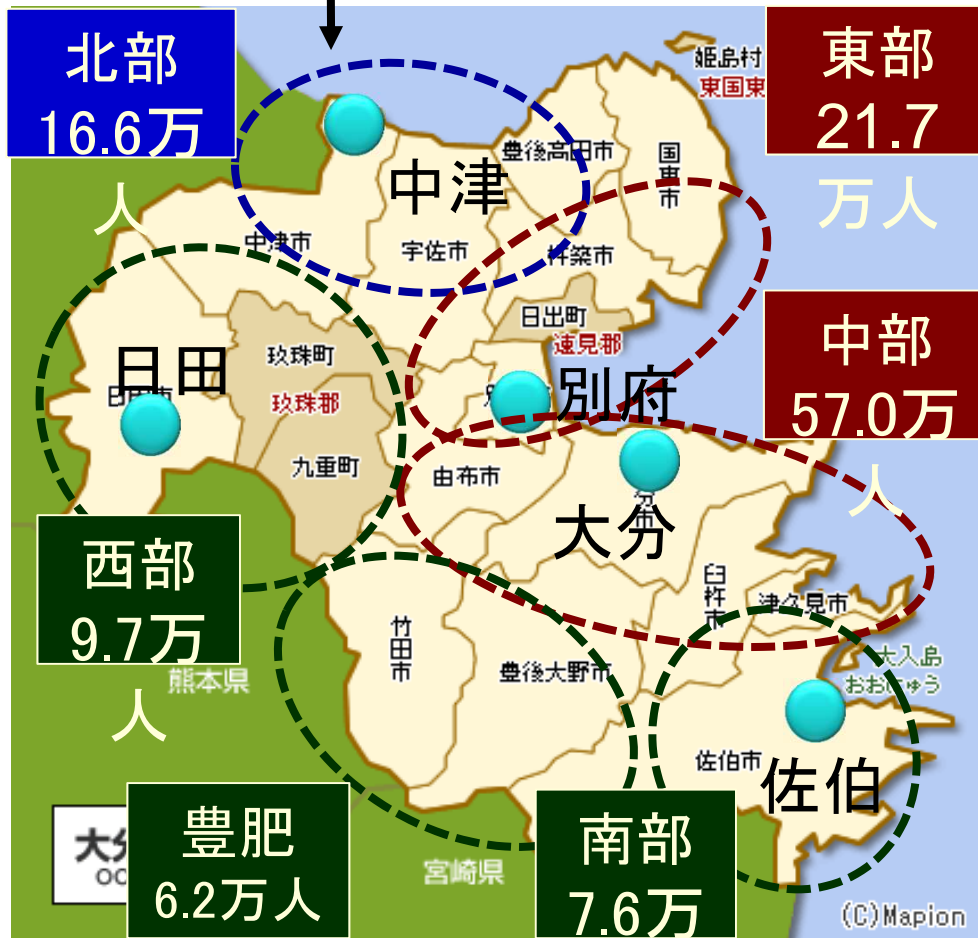 北部
16.6万
人
東部
21.7
万人
中部
57.0万
人
西部
9.7万
人
豊肥
6.2万人
南部
7.6万
姫島村
東国東
豊後高田市
国東市
中津
中津市
宇佐市
杵築市
日出町
速見郡
玖珠町
日田
玖珠郡
別府
九重町
由布市
大分
臼杵市
津久見市
竹田市
豊後大野市
大入島
おおにゅう
熊本県
佐伯市
佐伯
宮崎県
(C)Mapion